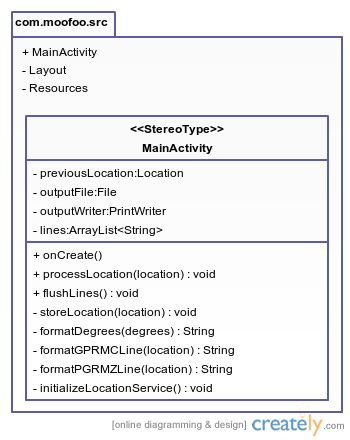 com.moofoo.src
+ MainActivity
- Layout
- Resources
<<StereoType>>
MainActivity
- previousLocation:Location
- outputFile:File
- outputWriter:PrintWriter
- lines:ArrayList<String>
+ onCreate()
+ processLocation(location) : void
+ flushLines() : void
- storeLocation(location) : void
- formatDegrees(degrees) : String
- formatGPRMCLine(location) : String
- formatPGRMZLine(location) : String
- initializeLocationService() : void
[online diagramming & design] creately.com